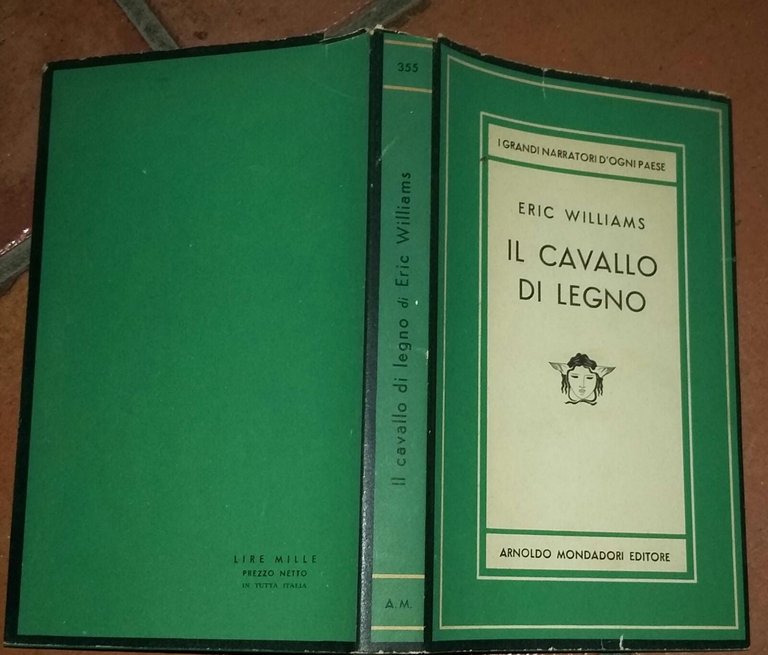 LIRE MILLE
PREZZO NETTO
IN TUTTA ITALIA
355
Il cavallo di legno di Eric Williams
A. M.
I GRANDI NARRATORI D'OGNI PAESE
ERIC WILLIAMS
IL CAVALLO
DI LEGNO
ARNOLDO MONDADORI EDITORE